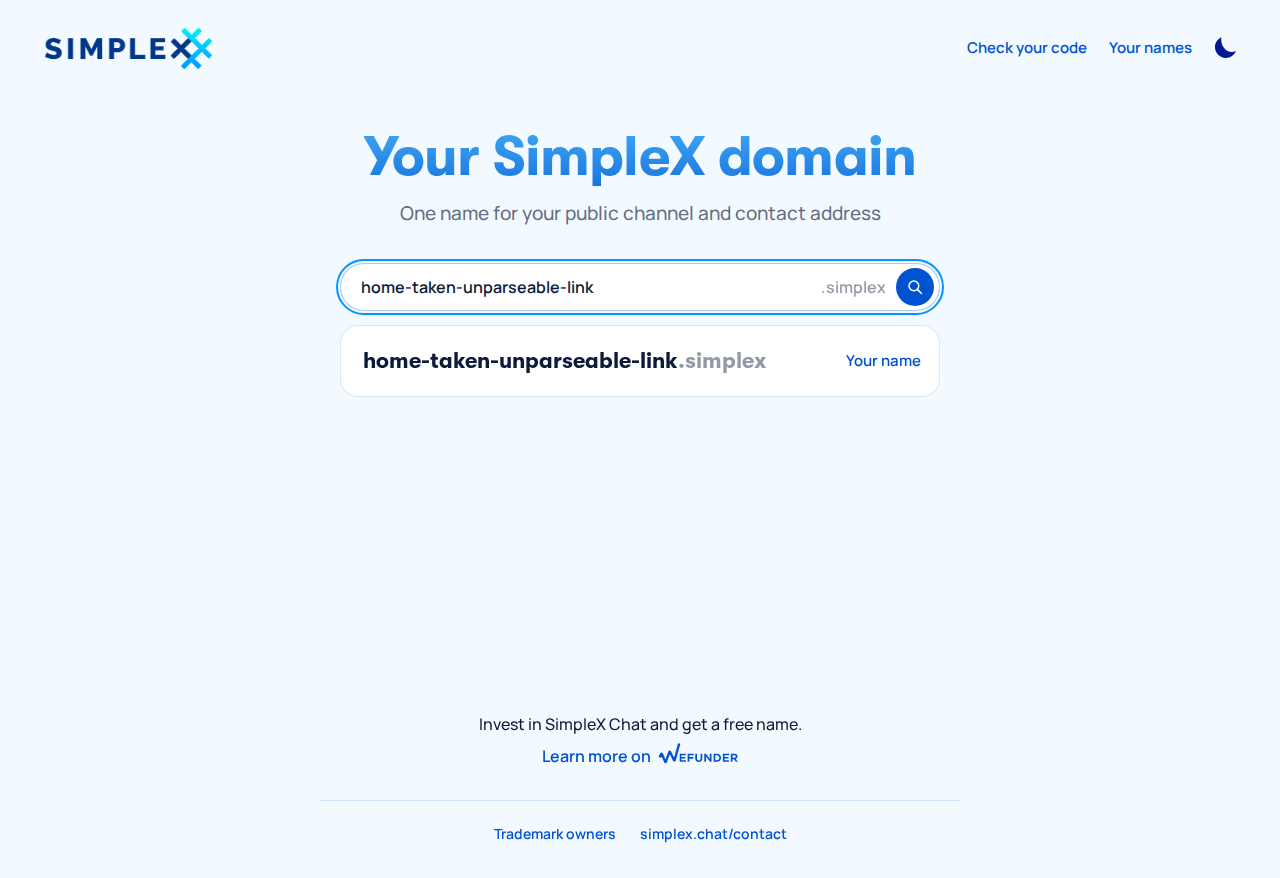 SIMPLEX
Check your code
Your names
Your SimpleX domain
One name for your public channel and contact address
home-taken-unparseable-link .simplex
home-taken-unparseable-link.simplex
Your name
Invest in SimpleX Chat and get a free name.
Learn more on WEFUNDER
Trademark owners
simplex.chat/contact